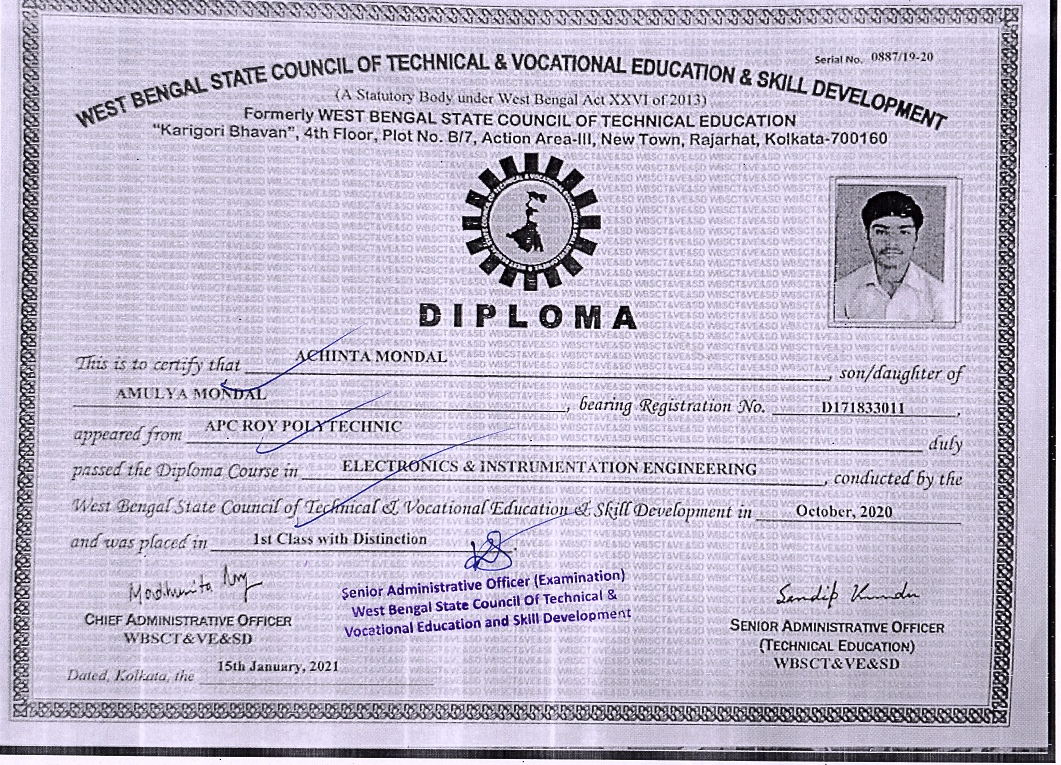 Serial No. 0887/19-20
WEST BENGAL STATE COUNCIL OF TECHNICAL & VOCATIONAL EDUCATION & SKILL DEVELOPMENT
(A Statutory Body under West Bengal Act XXVI of 2013)
Formerly WEST BENGAL STATE COUNCIL OF TECHNICAL EDUCATION
"Karigori Bhavan", 4th Floor, Plot No. B/7, Action Area-III, New Town, Rajarhat, Kolkata-700160
DIPLOMA
This is to certify that ACHINTA MONDAL, son/daughter of
AMULYA MONDAL, bearing Registration No. D171833011,
appeared from APC ROY POLYTECHNIC duly
passed the Diploma Course in ELECTRONICS & INSTRUMENTATION ENGINEERING, conducted by the
West Bengal State Council of Technical & Vocational Education & Skill Development in October, 2020
and was placed in 1st Class with Distinction.
Madhumita Roy
CHIEF ADMINISTRATIVE OFFICER
WBSCT&VE&SD
Senior Administrative Officer (Examination)
West Bengal State Council Of Technical &
Vocational Education and Skill Development
Sandip Kundu
SENIOR ADMINISTRATIVE OFFICER
(TECHNICAL EDUCATION)
WBSCT&VE&SD
Dated, Kolkata, the 15th January, 2021